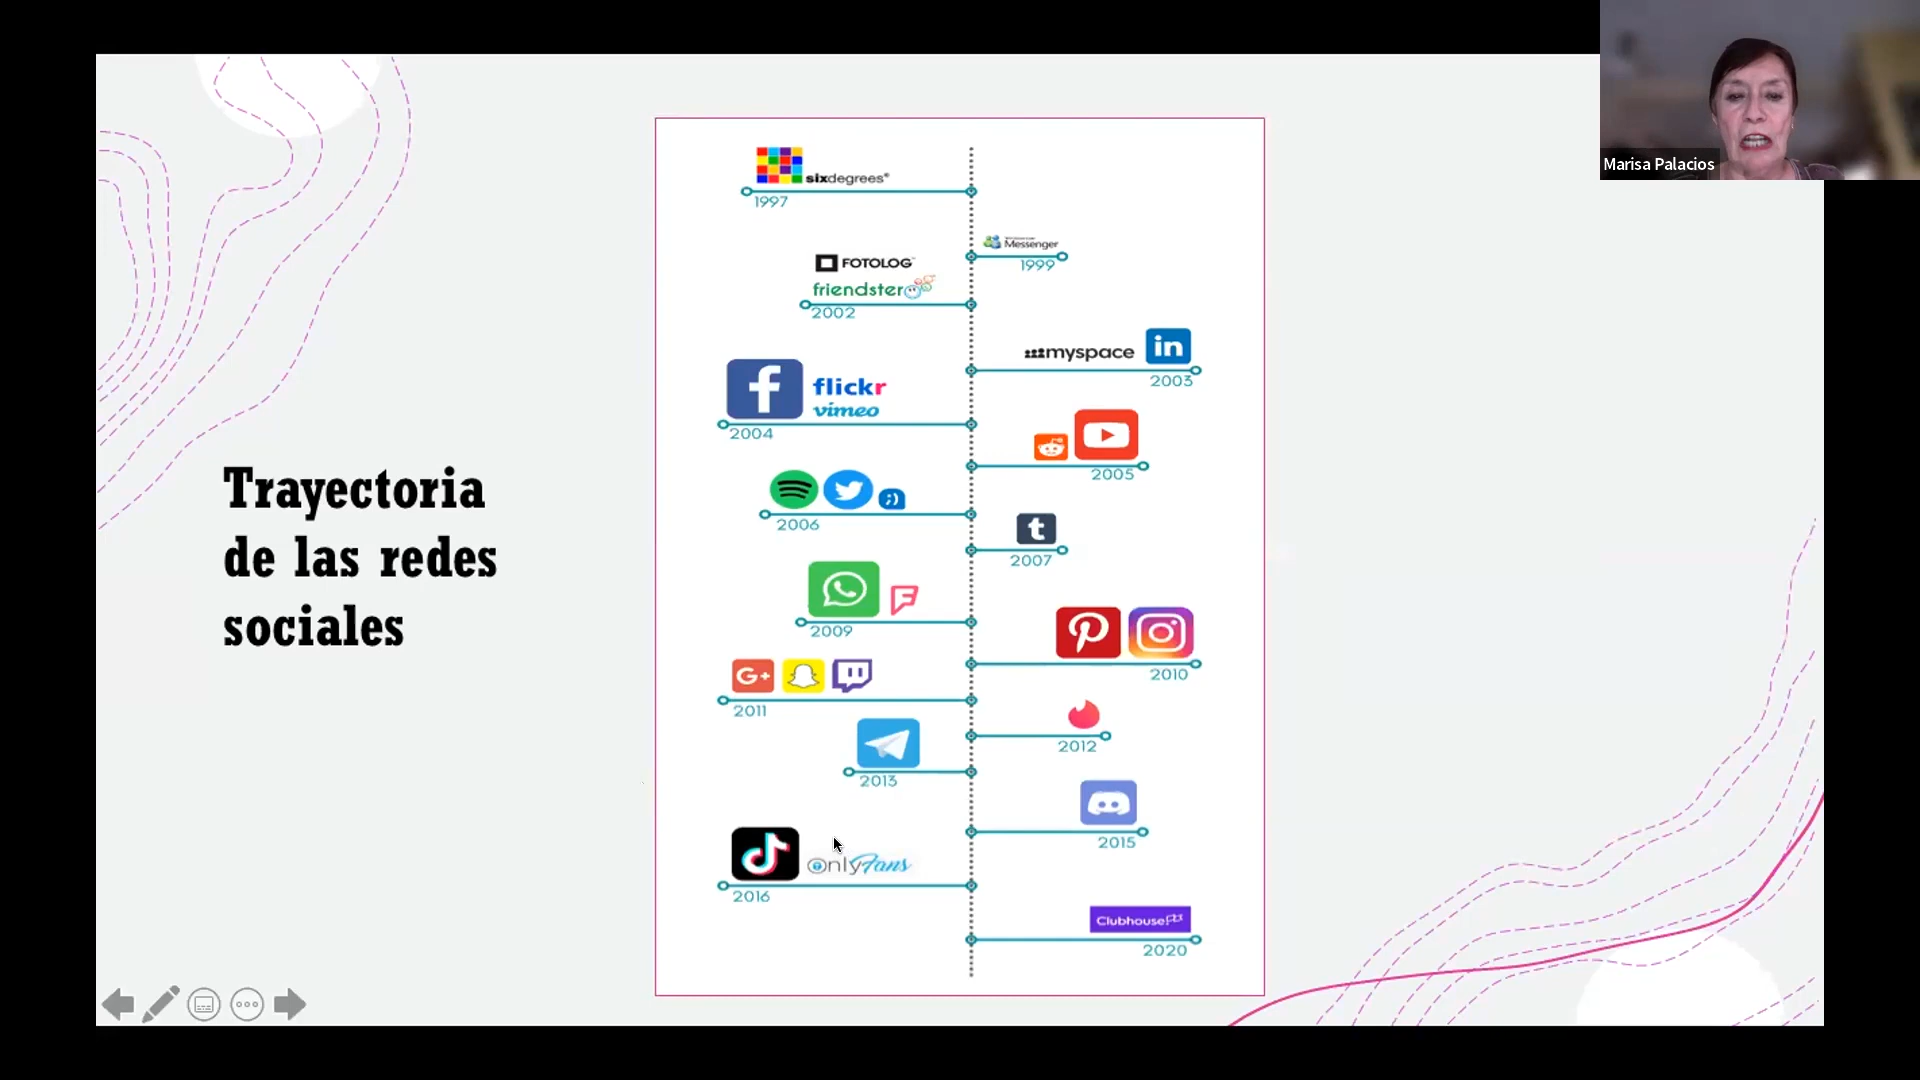 Marisa Palacios
Trayectoria
de las redes
sociales
sixdegrees®
1997
Messenger
1999
FOTOLOG™
friendster
2002
myspace in
2003
f flickr
vimeo
2004
2005
;)
2006
t
2007
2009
2010
G+
2011
2012
2013
2015
OnlyFans
2016
Clubhouse
2020